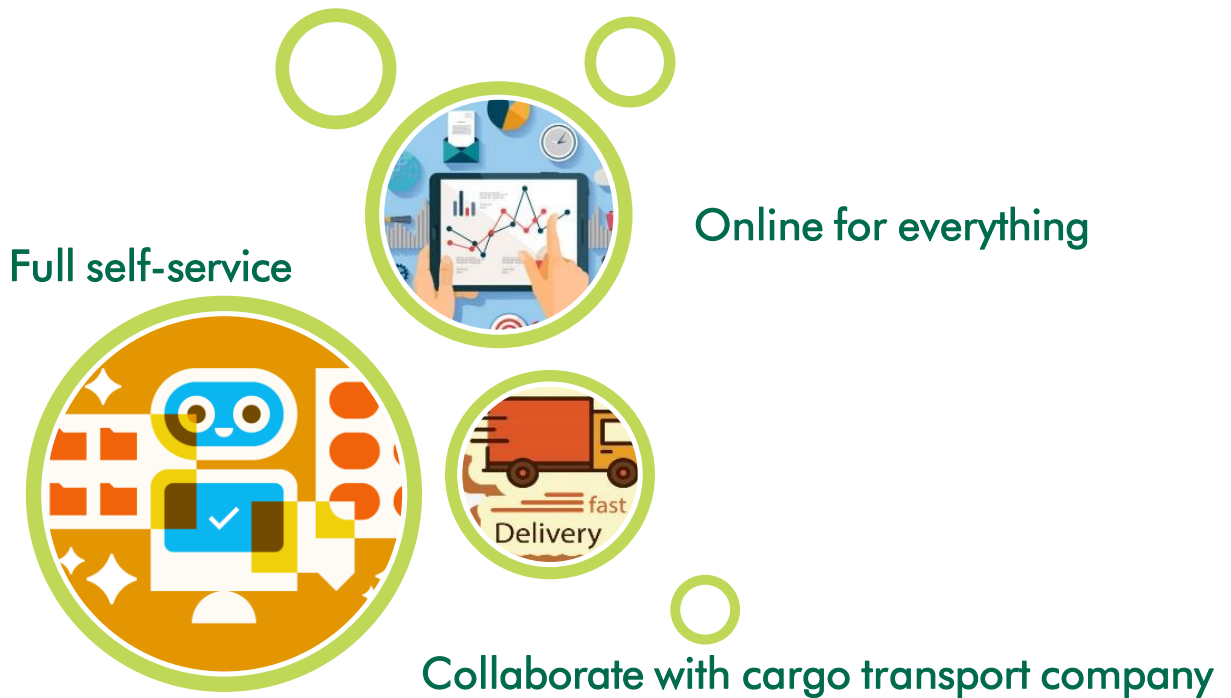 Online for everything
Full self-service
fast
Delivery
Collaborate with cargo transport company